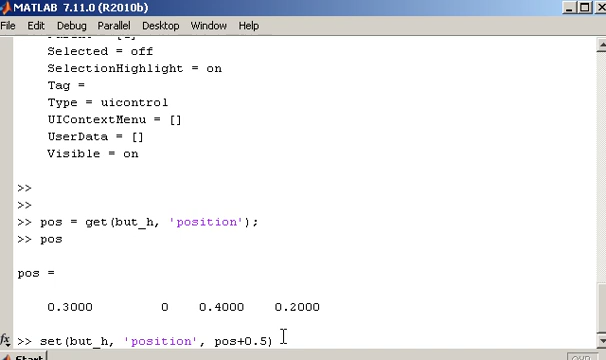 MATLAB 7.11.0 (R2010b)
File Edit Debug Parallel Desktop Window Help
Selected = off
SelectionHighlight = on
Tag =
Type = uicontrol
UIContextMenu = []
UserData = []
Visible = on
>>
>>
>> pos = get(but_h, 'position');
>> pos
pos =
0.3000 0 0.4000 0.2000
>> set(but_h, 'position', pos+0.5)
Start